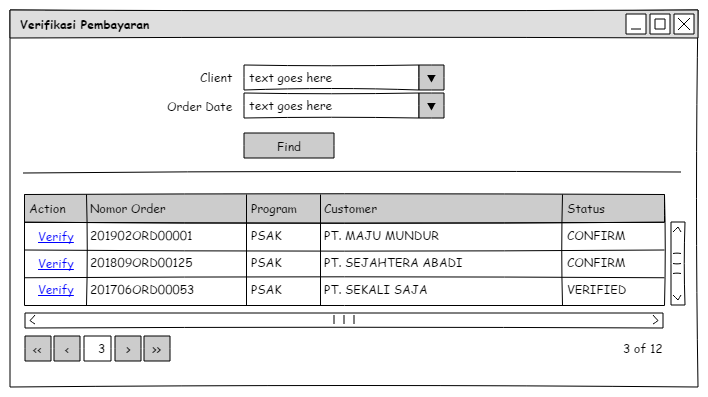 Verifikasi Pembayaran
Client text goes here
Order Date text goes here
Find
Action Nomor Order Program Customer Status
Verify 201902ORD00001 PSAK PT. MAJU MUNDUR CONFIRM
Verify 201809ORD00125 PSAK PT. SEJAHTERA ABADI CONFIRM
Verify 201706ORD00053 PSAK PT. SEKALI SAJA VERIFIED
<< < 3 > >> 3 of 12